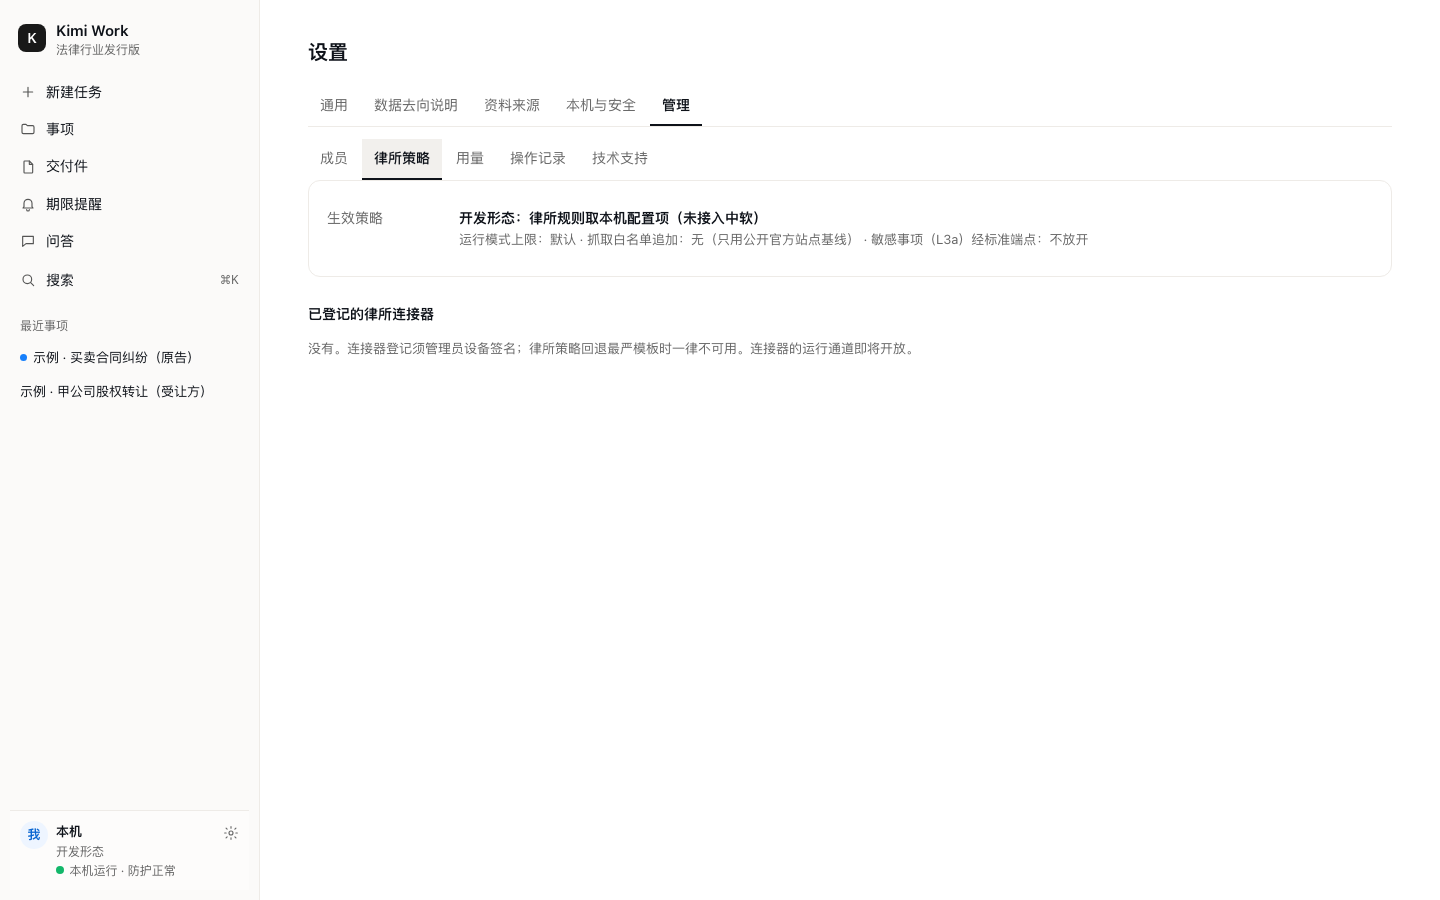 K
Kimi Work
法律行业发行版
新建任务
事项
交付件
期限提醒
问答
搜索 ⌘K
最近事项
示例 · 买卖合同纠纷（原告）
示例 · 甲公司股权转让（受让方）
我
本机
开发形态
本机运行 · 防护正常
设置
通用 数据去向说明 资料来源 本机与安全 管理
成员 律所策略 用量 操作记录 技术支持
生效策略 开发形态：律所规则取本机配置项（未接入中软）
运行模式上限：默认 · 抓取白名单追加：无（只用公开官方站点基线） · 敏感事项（L3a）经标准端点：不放开
已登记的律所连接器
没有。连接器登记须管理员设备签名；律所策略回退最严模板时一律不可用。连接器的运行通道即将开放。